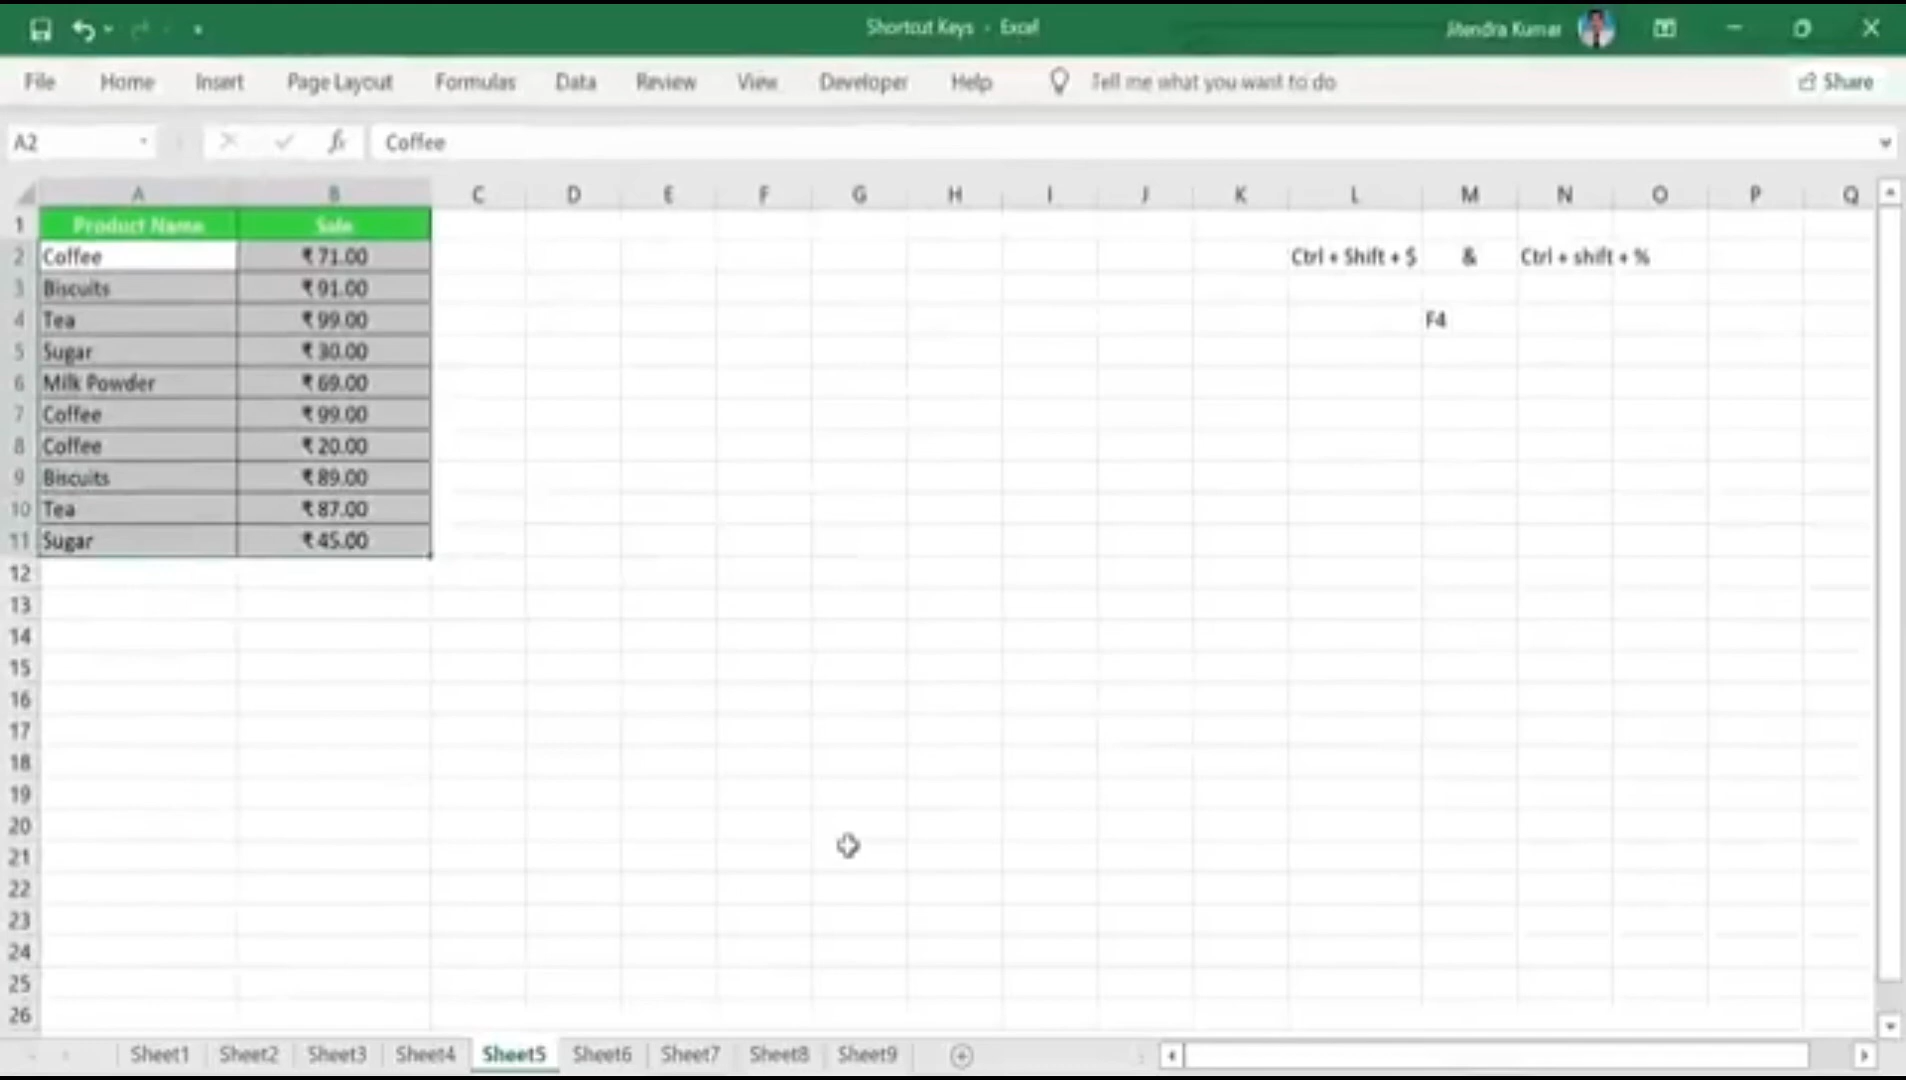 Shortcut Keys - Excel
Jitendra Kumar
File Home Insert Page Layout Formulas Data Review View Developer Help Tell me what you want to do Share
A2 fx Coffee
A B C D E F G H I J K L M N O P Q
1 Product Name Sale
2 Coffee ₹ 71.00 Ctrl + Shift + $ & Ctrl + shift + %
3 Biscuits ₹ 91.00
4 Tea ₹ 99.00 F4
5 Sugar ₹ 30.00
6 Milk Powder ₹ 69.00
7 Coffee ₹ 99.00
8 Coffee ₹ 20.00
9 Biscuits ₹ 89.00
10 Tea ₹ 87.00
11 Sugar ₹ 45.00
12
13
14
15
16
17
18
19
20
21
22
23
24
25
26
Sheet1 Sheet2 Sheet3 Sheet4 Sheet5 Sheet6 Sheet7 Sheet8 Sheet9